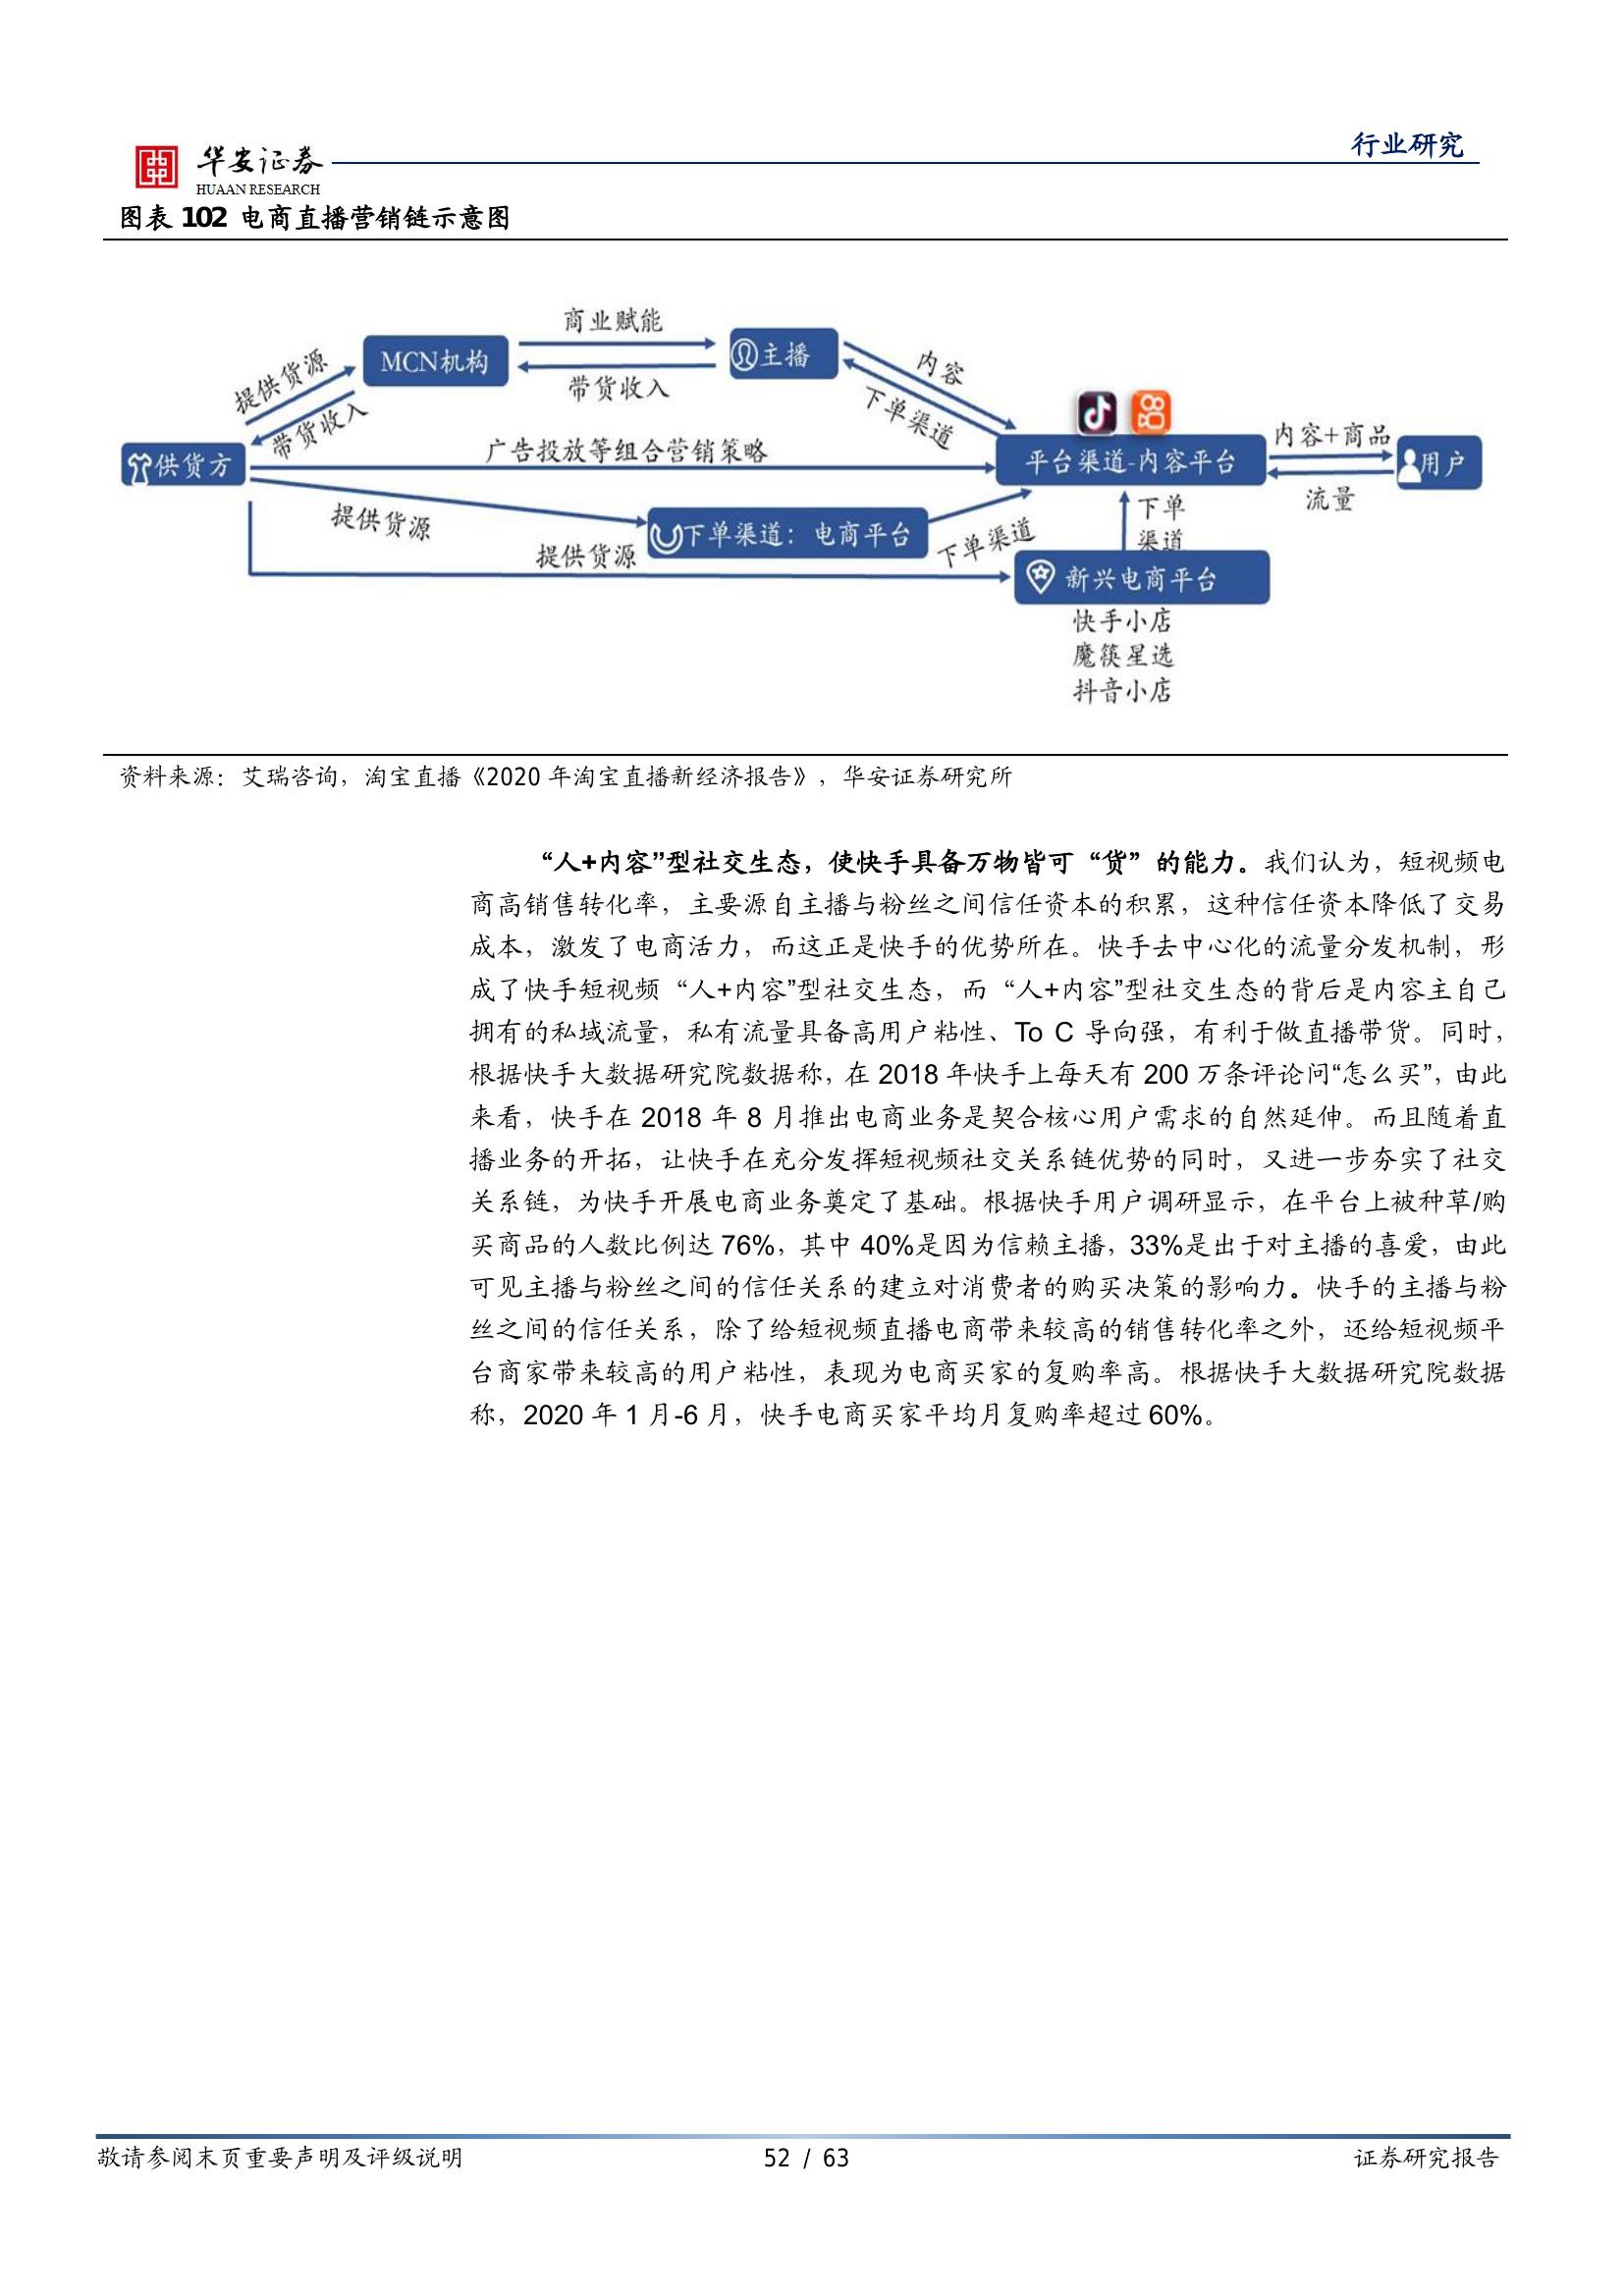 行业研究
华安证券
HUAAN RESEARCH
图表 102 电商直播营销链示意图
商业赋能
MCN机构
主播
带货收入
提供货源
带货收入
内容
下单渠道
供货方
广告投放等组合营销策略
平台渠道-内容平台
内容+商品
用户
流量
提供货源
下单渠道：电商平台
下单渠道
下单
渠道
提供货源
新兴电商平台
快手小店
魔筷星选
抖音小店
资料来源：艾瑞咨询，淘宝直播《2020 年淘宝直播新经济报告》，华安证券研究所
“人+内容”型社交生态，使快手具备万物皆可“货”的能力。我们认为，短视频电
商高销售转化率，主要源自主播与粉丝之间信任资本的积累，这种信任资本降低了交易
成本，激发了电商活力，而这正是快手的优势所在。快手去中心化的流量分发机制，形
成了快手短视频“人+内容”型社交生态，而“人+内容”型社交生态的背后是内容主自己
拥有的私域流量，私有流量具备高用户粘性、To C 导向强，有利于做直播带货。同时，
根据快手大数据研究院数据称，在 2018 年快手上每天有 200 万条评论问“怎么买”，由此
来看，快手在 2018 年 8 月推出电商业务是契合核心用户需求的自然延伸。而且随着直
播业务的开拓，让快手在充分发挥短视频社交关系链优势的同时，又进一步夯实了社交
关系链，为快手开展电商业务奠定了基础。根据快手用户调研显示，在平台上被种草/购
买商品的人数比例达 76%，其中 40%是因为信赖主播，33%是出于对主播的喜爱，由此
可见主播与粉丝之间的信任关系的建立对消费者的购买决策的影响力。快手的主播与粉
丝之间的信任关系，除了给短视频直播电商带来较高的销售转化率之外，还给短视频平
台商家带来较高的用户粘性，表现为电商买家的复购率高。根据快手大数据研究院数据
称，2020 年 1 月-6 月，快手电商买家平均月复购率超过 60%。
敬请参阅末页重要声明及评级说明
52 / 63
证券研究报告